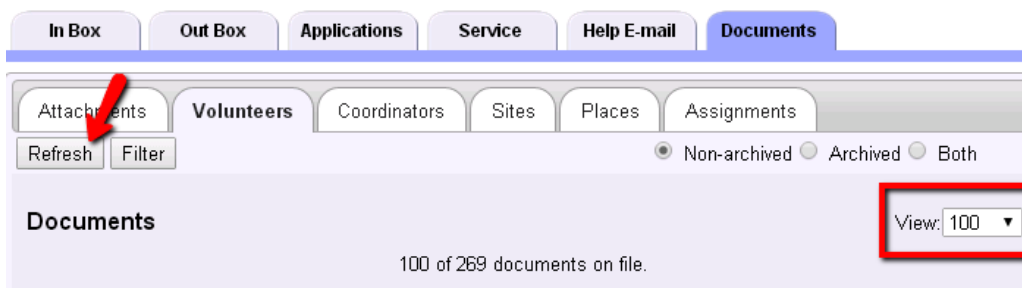 In Box Out Box Applications Service Help E-mail Documents
Attachments Volunteers Coordinators Sites Places Assignments
Refresh Filter Non-archived Archived Both
Documents View: 100
100 of 269 documents on file.